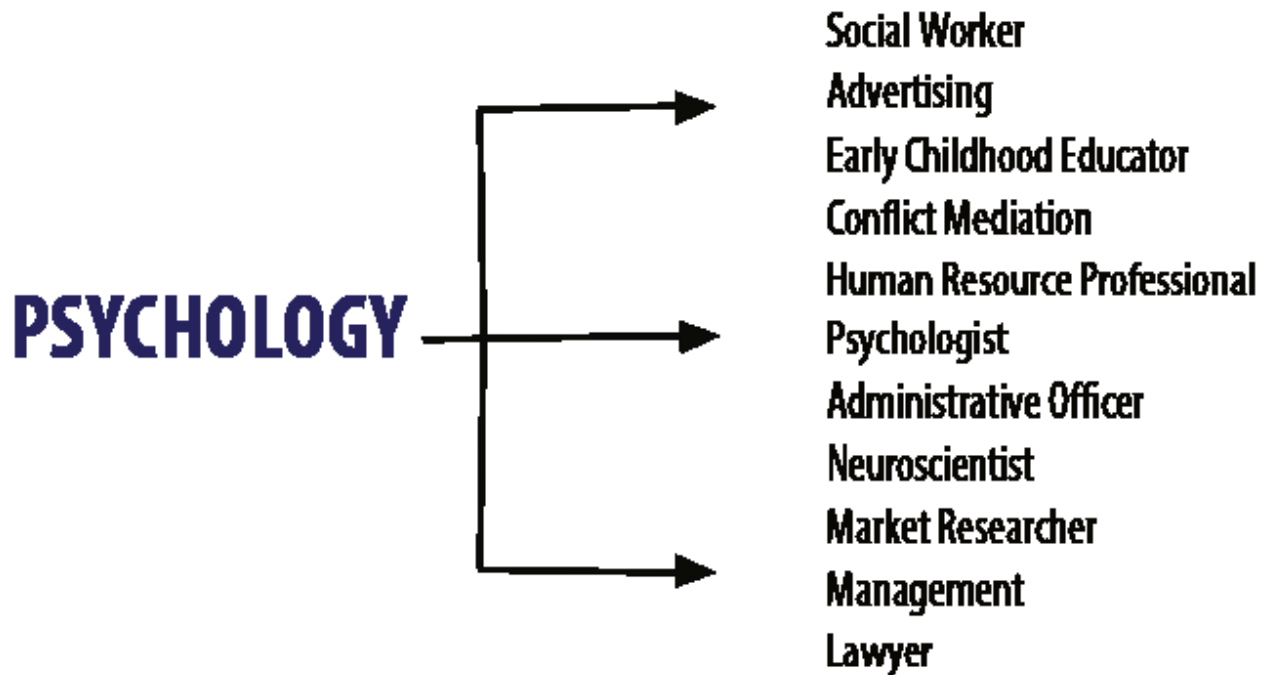 PSYCHOLOGY
Social Worker
Advertising
Early Childhood Educator
Conflict Mediation
Human Resource Professional
Psychologist
Administrative Officer
Neuroscientist
Market Researcher
Management
Lawyer